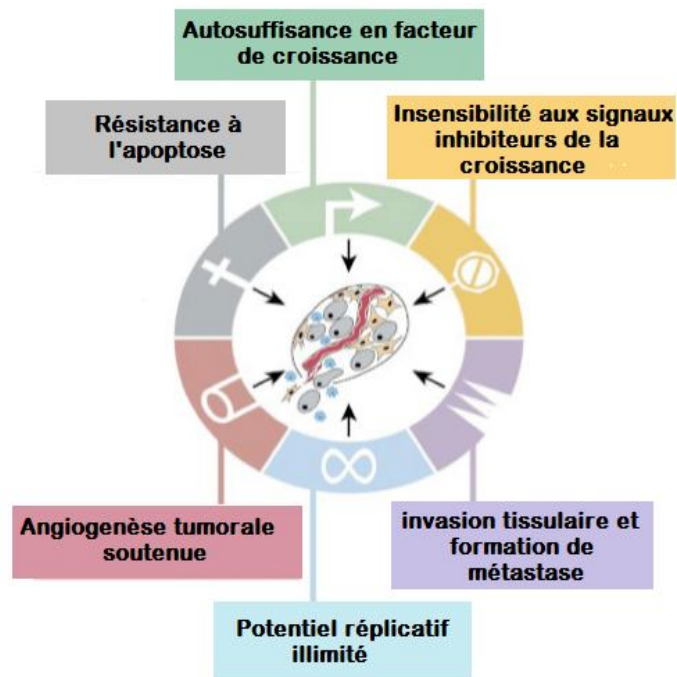 Autosuffisance en facteur
de croissance
Résistance à
l'apoptose
Insensibilité aux signaux
inhibiteurs de la
croissance
Angiogenèse tumorale
soutenue
invasion tissulaire et
formation de
métastase
Potentiel réplicatif
illimité